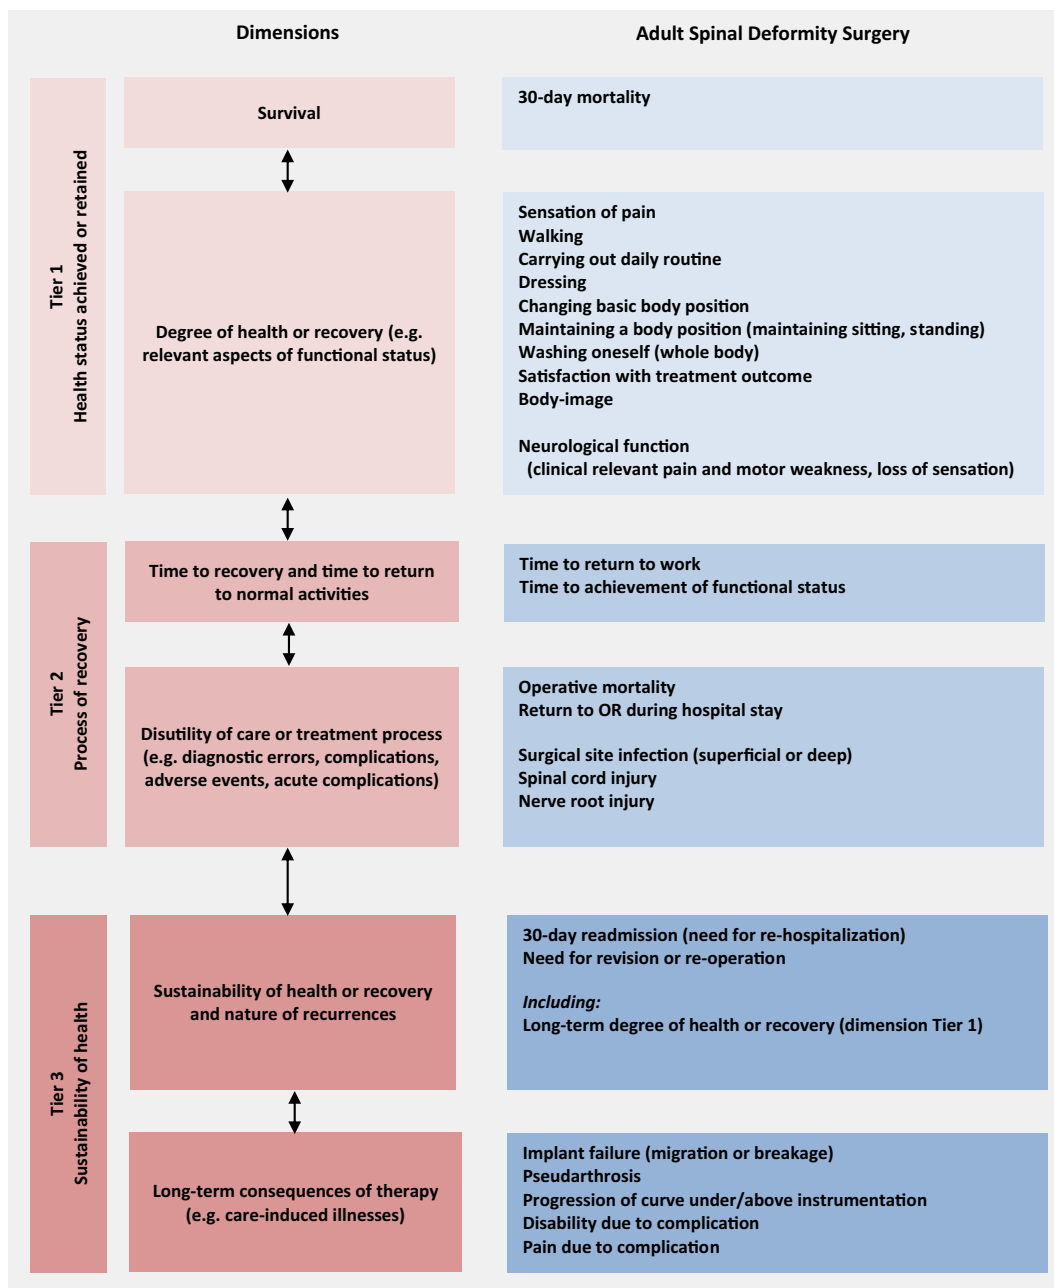 Dimensions
Adult Spinal Deformity Surgery
Tier 1
Health status achieved or retained
Survival
30-day mortality
Degree of health or recovery (e.g.
relevant aspects of functional status)
Sensation of pain
Walking
Carrying out daily routine
Dressing
Changing basic body position
Maintaining a body position (maintaining sitting, standing)
Washing oneself (whole body)
Satisfaction with treatment outcome
Body-image
Neurological function
(clinical relevant pain and motor weakness, loss of sensation)
Tier 2
Process of recovery
Time to recovery and time to return
to normal activities
Time to return to work
Time to achievement of functional status
Disutility of care or treatment process
(e.g. diagnostic errors, complications,
adverse events, acute complications)
Operative mortality
Return to OR during hospital stay
Surgical site infection (superficial or deep)
Spinal cord injury
Nerve root injury
Tier 3
Sustainability of health
Sustainability of health or recovery
and nature of recurrences
30-day readmission (need for re-hospitalization)
Need for revision or re-operation
Including:
Long-term degree of health or recovery (dimension Tier 1)
Long-term consequences of therapy
(e.g. care-induced illnesses)
Implant failure (migration or breakage)
Pseudarthrosis
Progression of curve under/above instrumentation
Disability due to complication
Pain due to complication